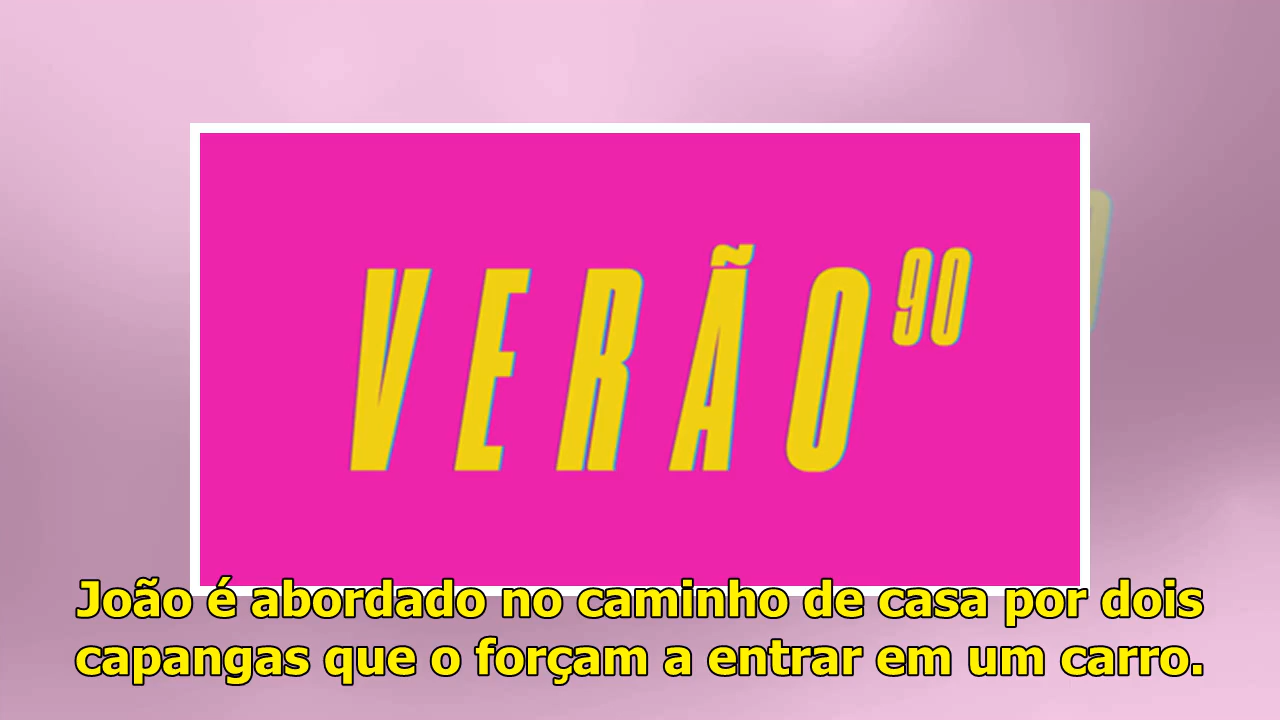 VERÃO 90
João é abordado no caminho de casa por dois
capangas que o forçam a entrar em um carro.